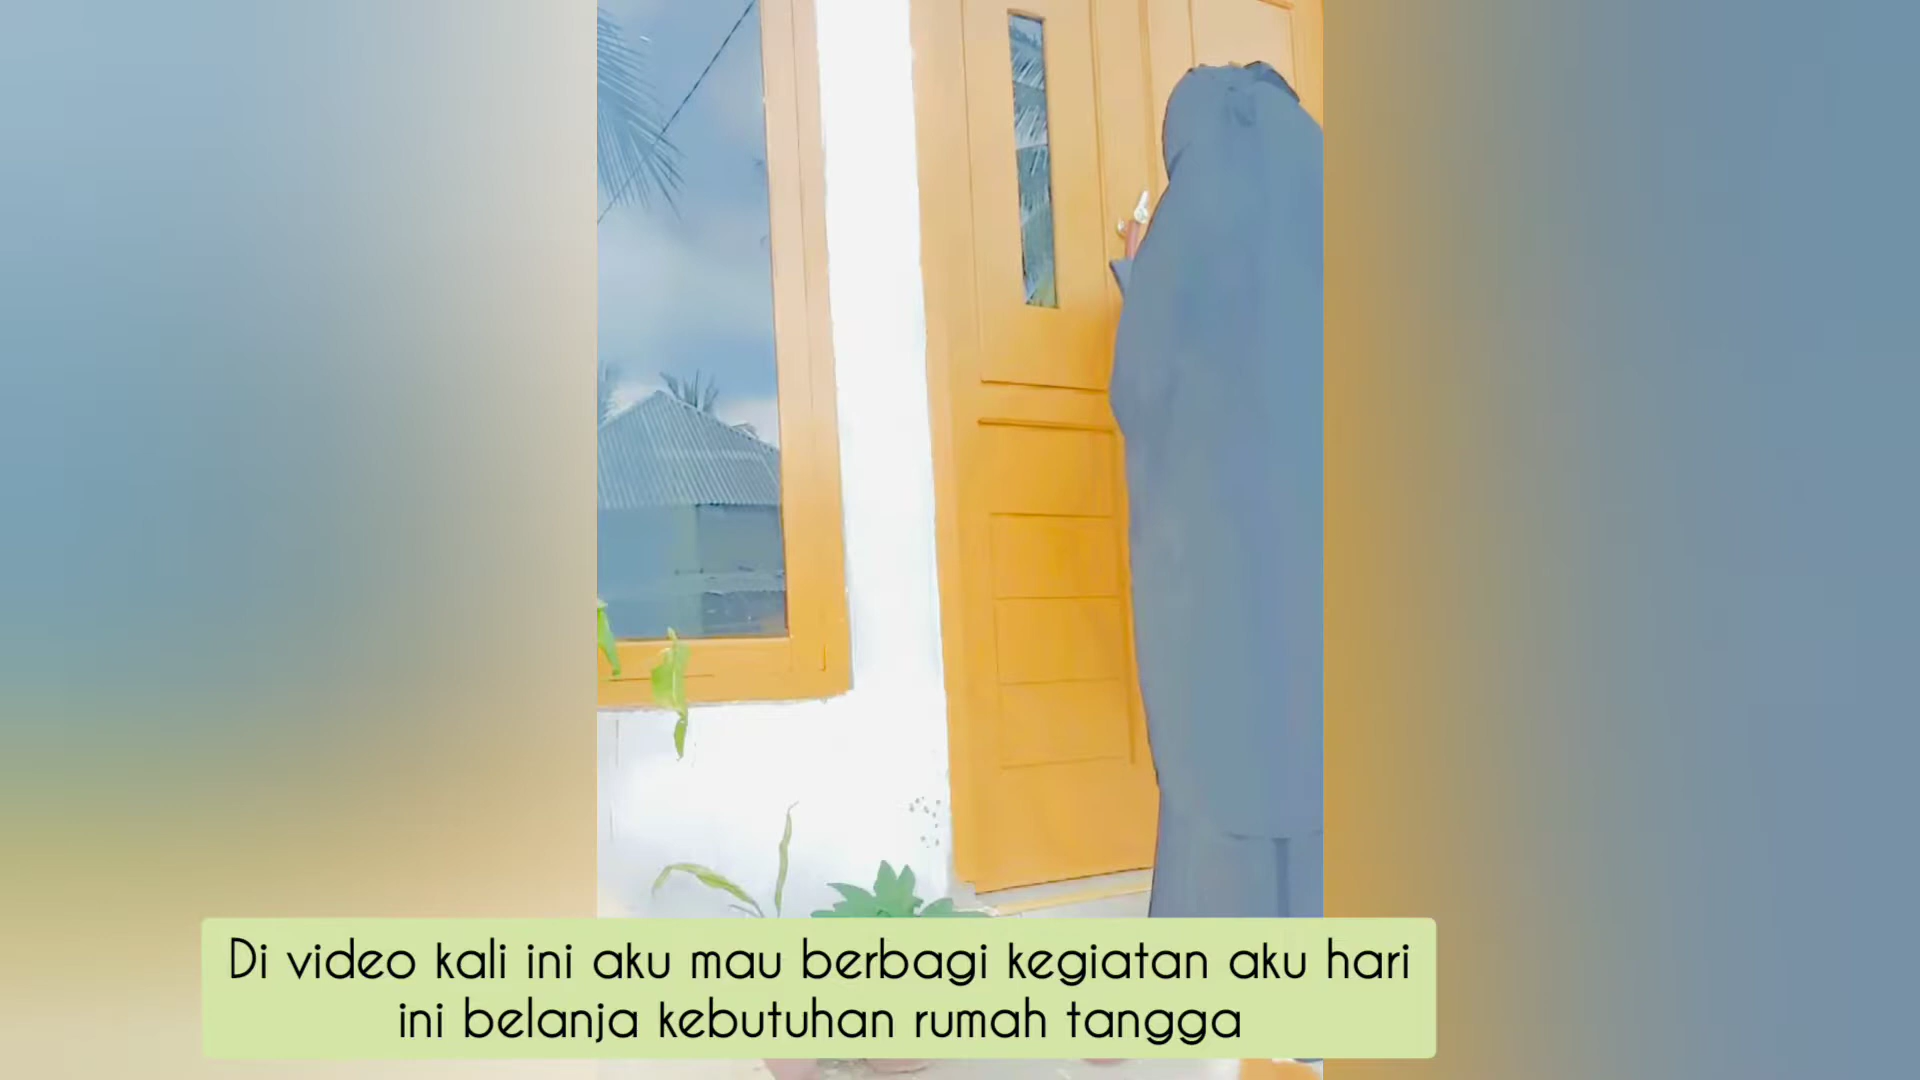 Di video kali ini aku mau berbagi kegiatan aku hari
ini belanja kebutuhan rumah tangga